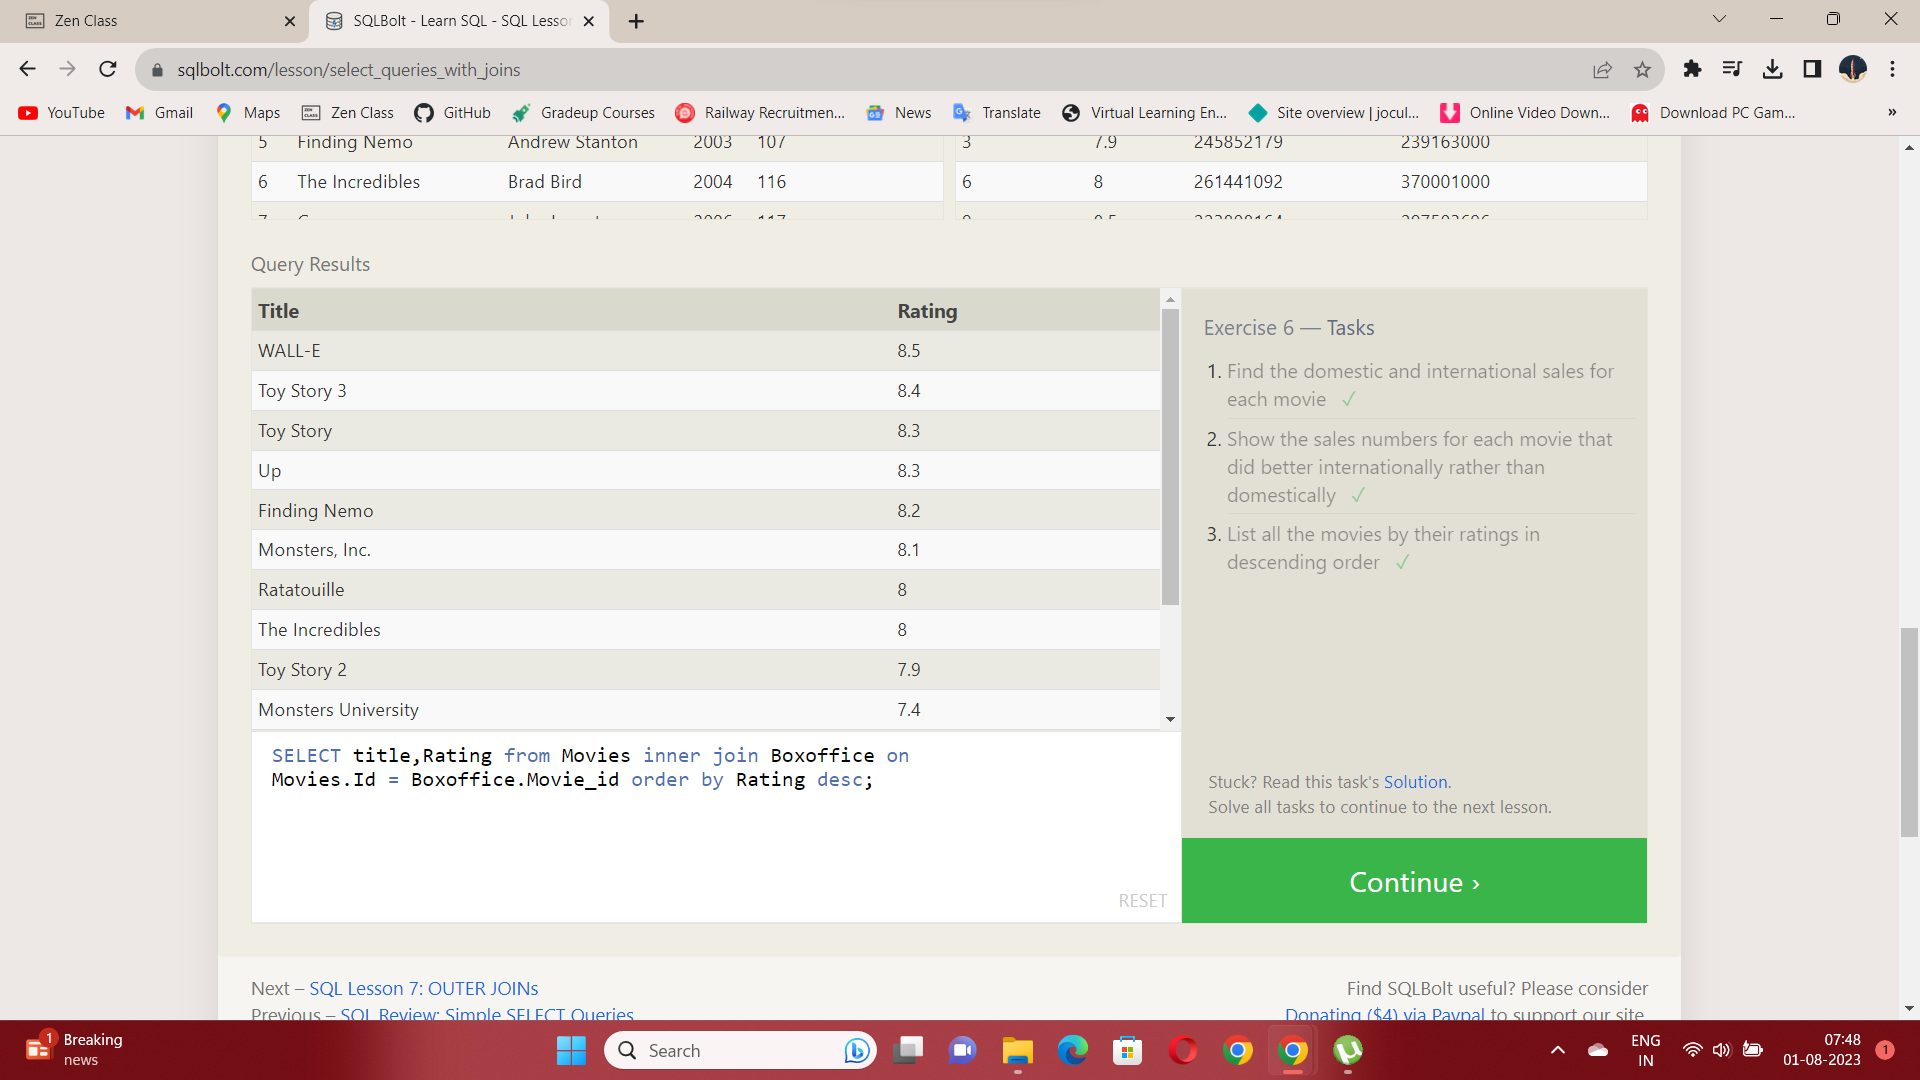 Zen Class
SQLBolt - Learn SQL - SQL Lesson
sqlbolt.com/lesson/select_queries_with_joins
YouTube
Gmail
Maps
Zen Class
GitHub
Gradeup Courses
Railway Recruitmen...
News
Translate
Virtual Learning En...
Site overview | jocul...
Online Video Down...
Download PC Gam...
»
5 Finding Nemo Andrew Stanton 2003 107
3 7.9 245852179 239163000
6 The Incredibles Brad Bird 2004 116
6 8 261441092 370001000
Query Results
Title Rating
WALL-E 8.5
Toy Story 3 8.4
Toy Story 8.3
Up 8.3
Finding Nemo 8.2
Monsters, Inc. 8.1
Ratatouille 8
The Incredibles 8
Toy Story 2 7.9
Monsters University 7.4
SELECT title,Rating from Movies inner join Boxoffice on
Movies.Id = Boxoffice.Movie_id order by Rating desc;
RESET
Exercise 6 — Tasks
1. Find the domestic and international sales for
each movie ✓
2. Show the sales numbers for each movie that
did better internationally rather than
domestically ✓
3. List all the movies by their ratings in
descending order ✓
Stuck? Read this task's Solution.
Solve all tasks to continue to the next lesson.
Continue ›
Next – SQL Lesson 7: OUTER JOINs
Previous – SQL Review: Simple SELECT Queries
Find SQLBolt useful? Please consider
Donating ($4) via Paypal to support our site.
1
Breaking
news
Search
ENG
IN
07:48
01-08-2023
1